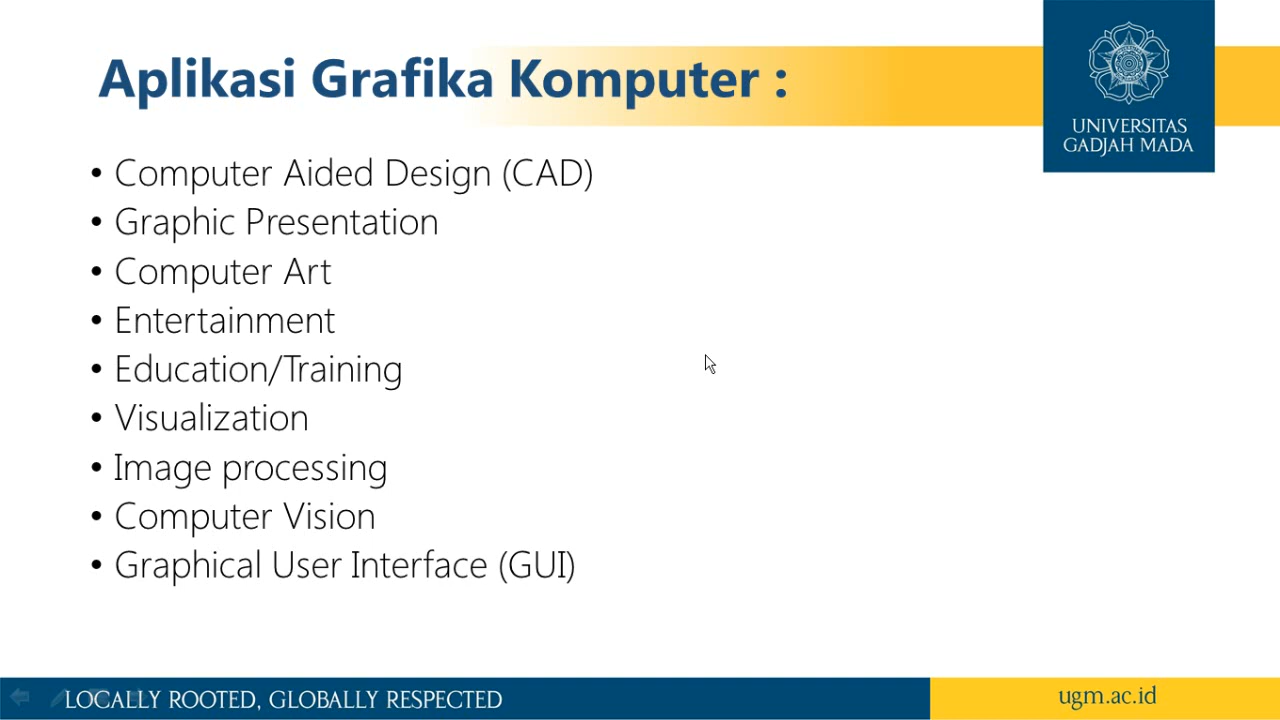 Aplikasi Grafika Komputer :
UNIVERSITAS
GADJAH MADA
• Computer Aided Design (CAD)
• Graphic Presentation
• Computer Art
• Entertainment
• Education/Training
• Visualization
• Image processing
• Computer Vision
• Graphical User Interface (GUI)
LOCALLY ROOTED, GLOBALLY RESPECTED
ugm.ac.id